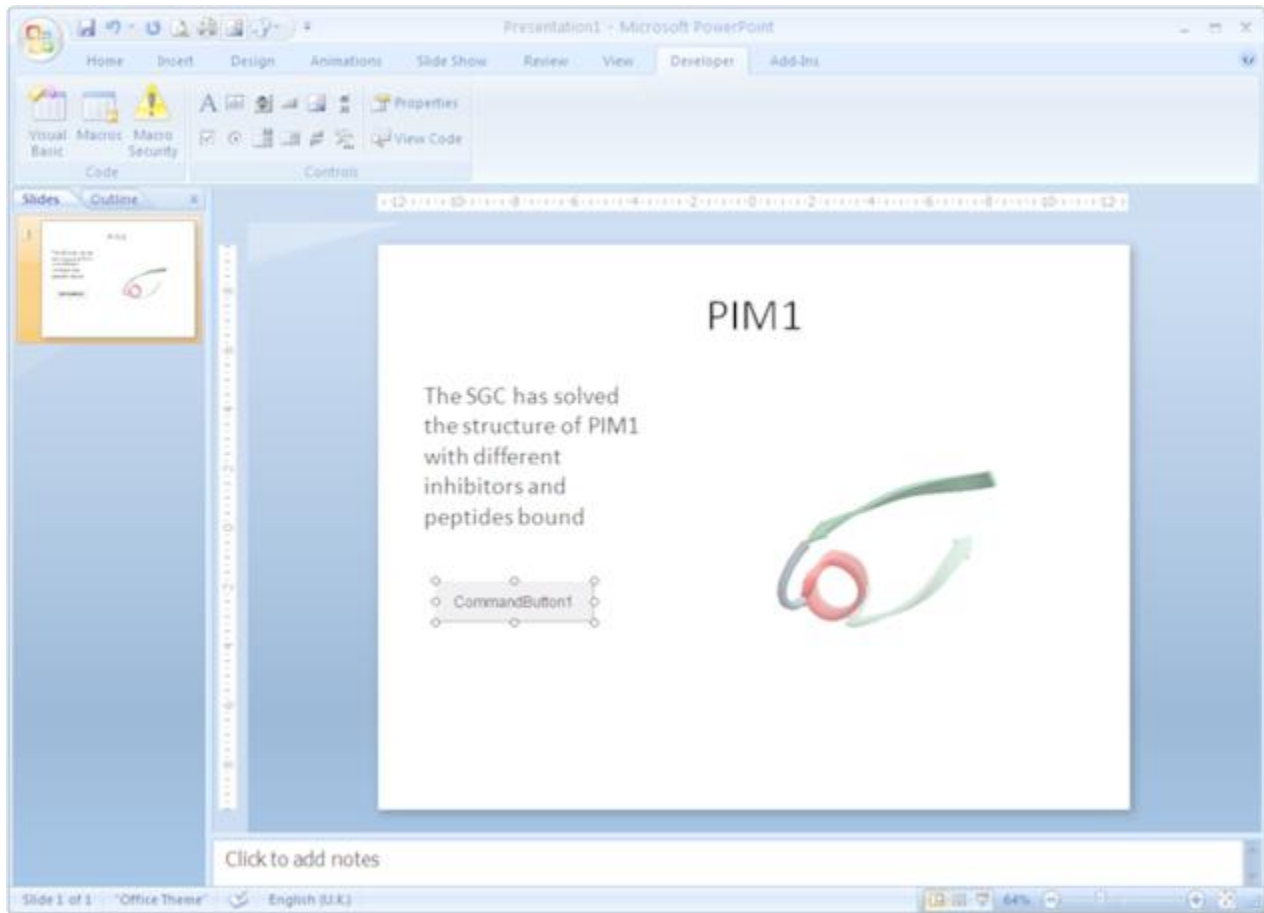 Presentation1 - Microsoft PowerPoint
Home Insert Design Animations Slide Show Review View Developer Add-Ins
Visual Basic
Macros
Macro Security
Properties
View Code
Code
Controls
Slides Outline
1
PIM1
The SGC has solved
the structure of PIM1
with different
inhibitors and
peptides bound
CommandButton1
Click to add notes
Slide 1 of 1 "Office Theme" English (U.K.) 64%